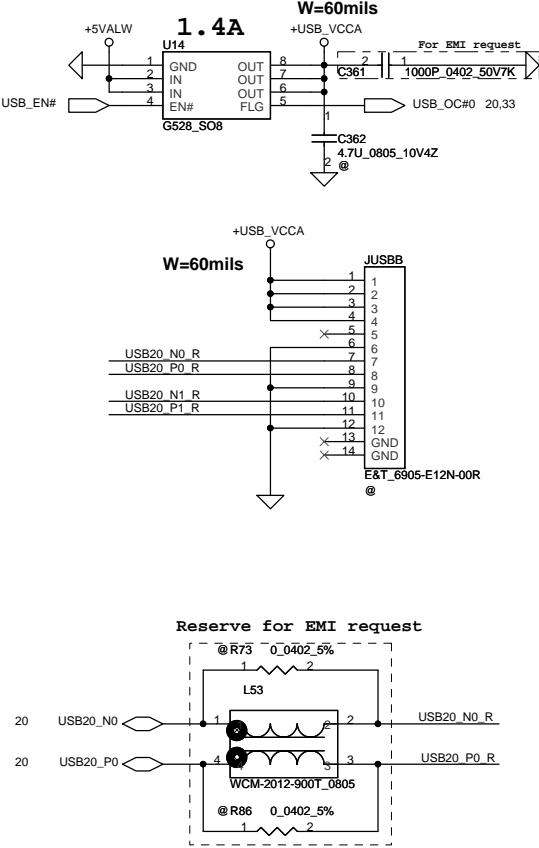 W=60mils
+5VALW
1.4A
+USB_VCCA
U14
For EMI request
1 GND OUT 8
2 IN OUT 7
3 IN OUT 6
4 EN# FLG 5
USB_EN#
USB_OC#0 20,33
G528_SO8
2 1
C361 1000P_0402_50V7K
1
C362
4.7U_0805_10V4Z
2 @
+USB_VCCA
W=60mils
JUSBB
1 1
2 2
3 3
4 4
5 5
6 6
USB20_N0_R 7 7
USB20_P0_R 8 8
9 9
USB20_N1_R 10 10
USB20_P1_R 11 11
12 12
13 GND
14 GND
E&T_6905-E12N-00R
@
Reserve for EMI request
@ R73 0_0402_5%
1 2
L53
20 USB20_N0 1 2 2 USB20_N0_R
20 USB20_P0 4 3 3 USB20_P0_R
WCM-2012-900T_0805
@ R86 0_0402_5%
1 2